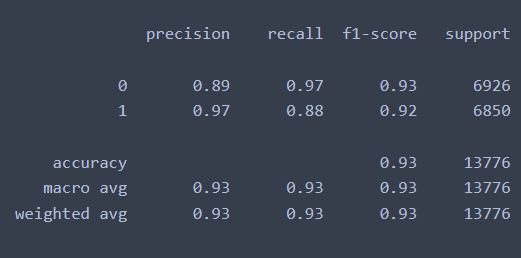 precision recall f1-score support
0 0.89 0.97 0.93 6926
1 0.97 0.88 0.92 6850
accuracy 0.93 13776
macro avg 0.93 0.93 0.93 13776
weighted avg 0.93 0.93 0.93 13776